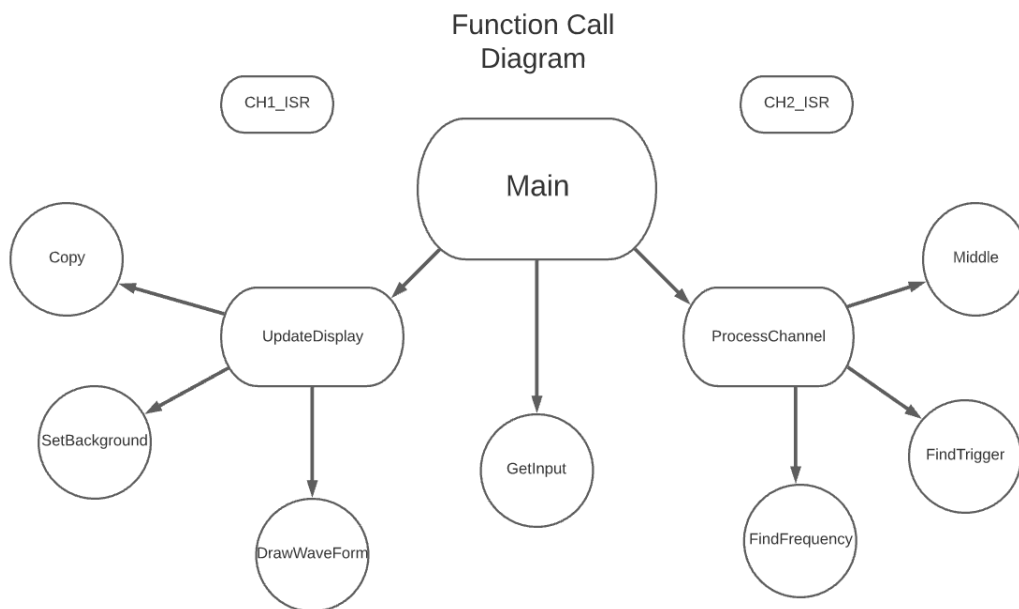 Function Call
Diagram
CH1_ISR
CH2_ISR
Main
Copy
Middle
UpdateDisplay
ProcessChannel
SetBackground
GetInput
FindTrigger
DrawWaveForm
FindFrequency